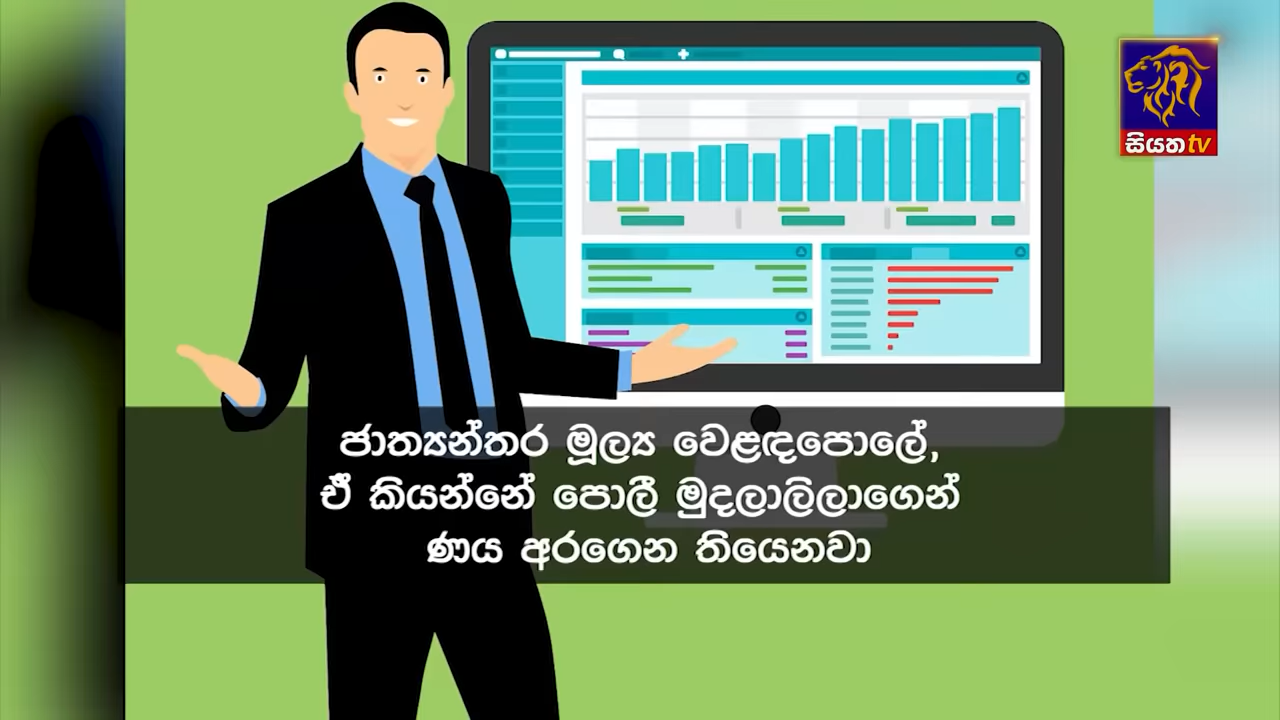 සියත tv
ජාත්‍යන්තර මූල්‍ය වෙළඳපොලේ,
ඒ කියන්නේ පොලී මුදලාලිලාගෙන්
ණය අරගෙන තියෙනවා